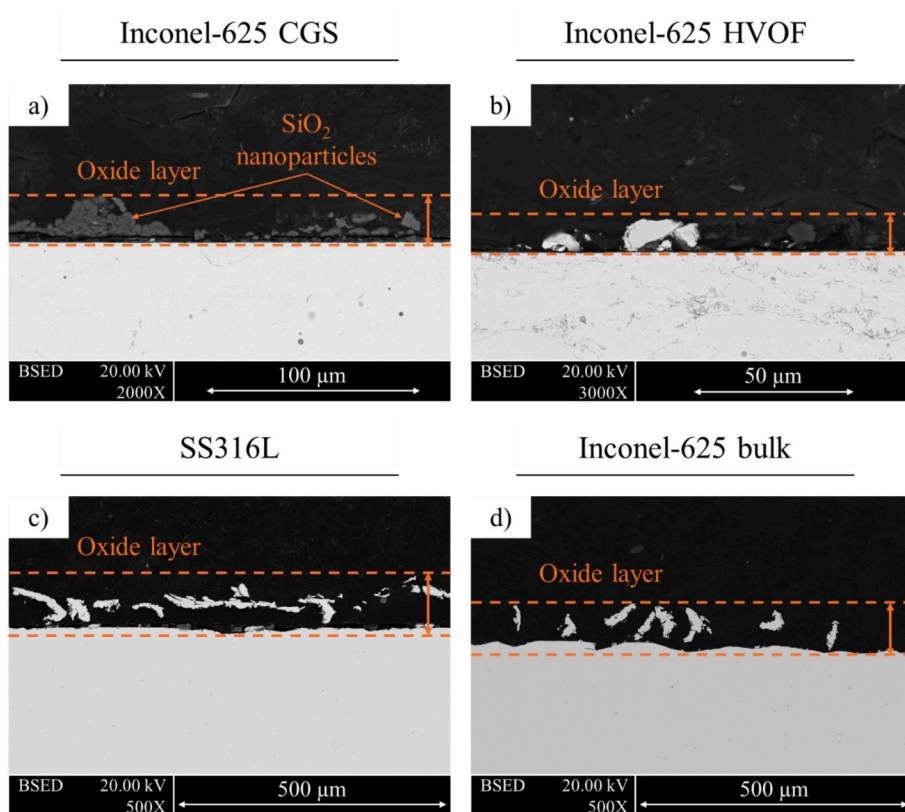 Inconel-625 CGS
Inconel-625 HVOF
a)
SiO₂
nanoparticles
Oxide layer
BSED 20.00 kV
2000X
100 µm
b)
Oxide layer
BSED 20.00 kV
3000X
50 µm
SS316L
Inconel-625 bulk
c)
Oxide layer
BSED 20.00 kV
500X
500 µm
d)
Oxide layer
BSED 20.00 kV
500X
500 µm